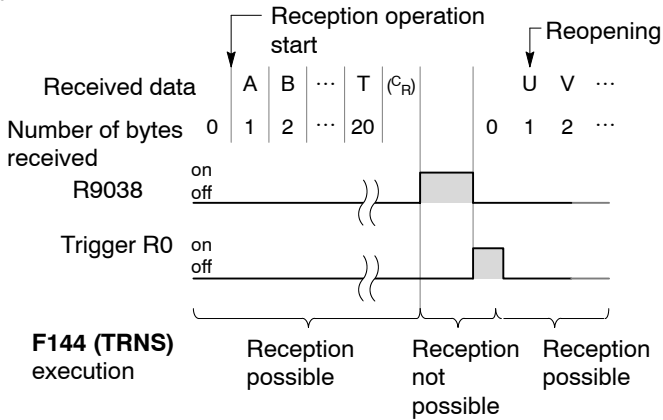 Reception operation
start
Reopening
Received data A B ... T (CR) U V ...
Number of bytes
received
0 1 2 ... 20 0 1 2 ...
R9038
on
off
Trigger R0
on
off
F144 (TRNS)
execution
Reception
possible
Reception
not
possible
Reception
possible